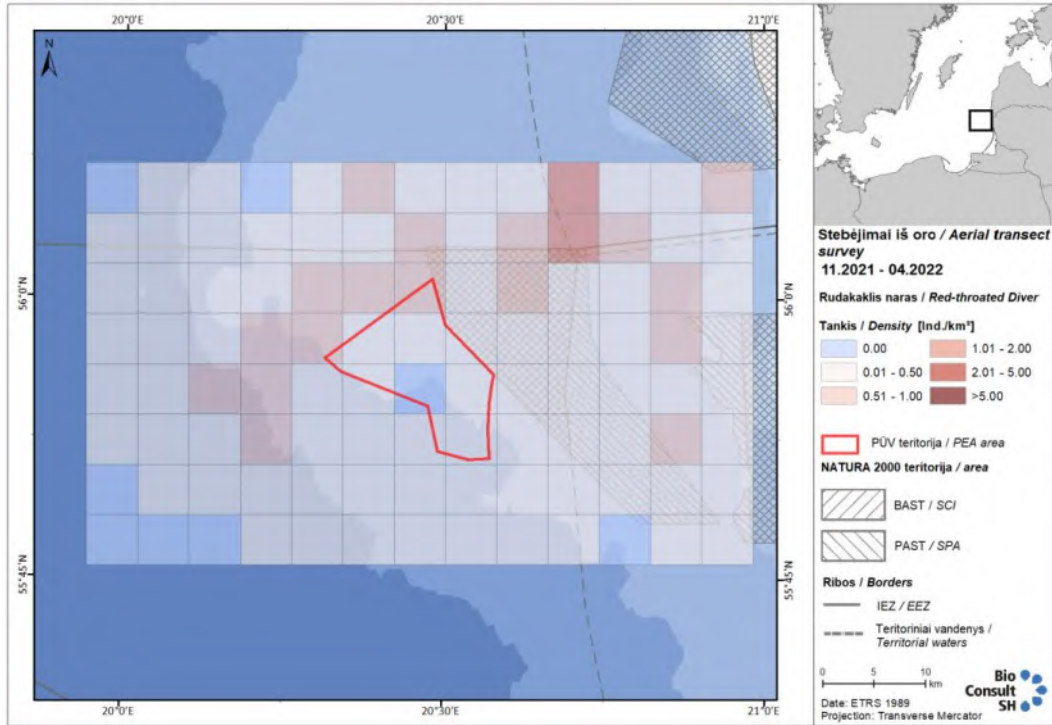 20°0'E
20°30'E
21°0'E
N
56°0'N
56°0'N
55°45'N
55°45'N
20°0'E
20°30'E
21°0'E
Stebėjimai iš oro / Aerial transect
survey
11.2021 - 04.2022
Rudakaklis naras / Red-throated Diver
Tankis / Density [Ind./km²]
0.00
1.01 - 2.00
0.01 - 0.50
2.01 - 5.00
0.51 - 1.00
>5.00
PŪV teritorija / PEA area
NATURA 2000 teritorija / area
BAST / SCI
PAST / SPA
Ribos / Borders
IEZ / EEZ
Teritoriniai vandenys /
Territorial waters
0 5 10
km
Date: ETRS 1989
Projection: Transverse Mercator
Bio
Consult
SH